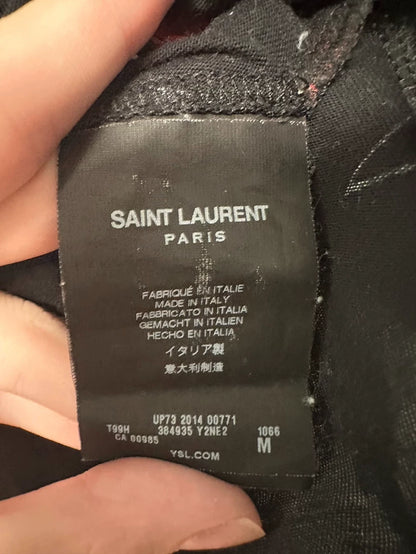 SAINT LAURENT
PARIS
FABRIQUÉ EN ITALIE
MADE IN ITALY
FABBRICATO IN ITALIA
GEMACHT IN ITALIEN
HECHO EN ITALIA
イタリア製
意大利制造
UP73 2014 00771
T99H 384935 Y2NE2 1066
CA 00985 M
YSL.COM